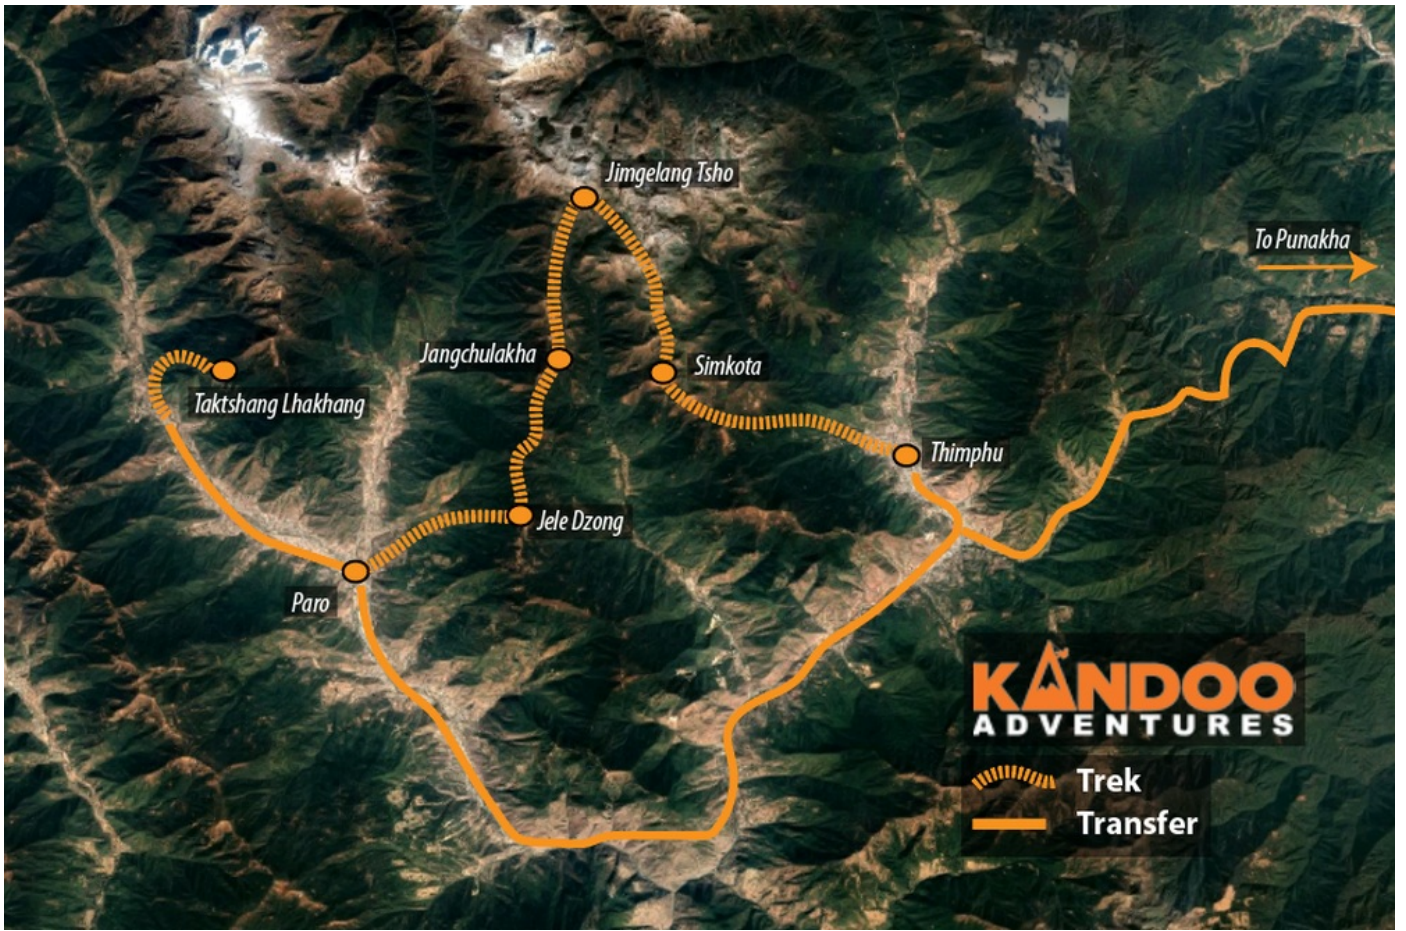 Jimgelang Tsho
To Punakha
Jangchulakha
Simkota
Taktshang Lhakhang
Thimphu
Jele Dzong
Paro
KANDOO
ADVENTURES
Trek
Transfer